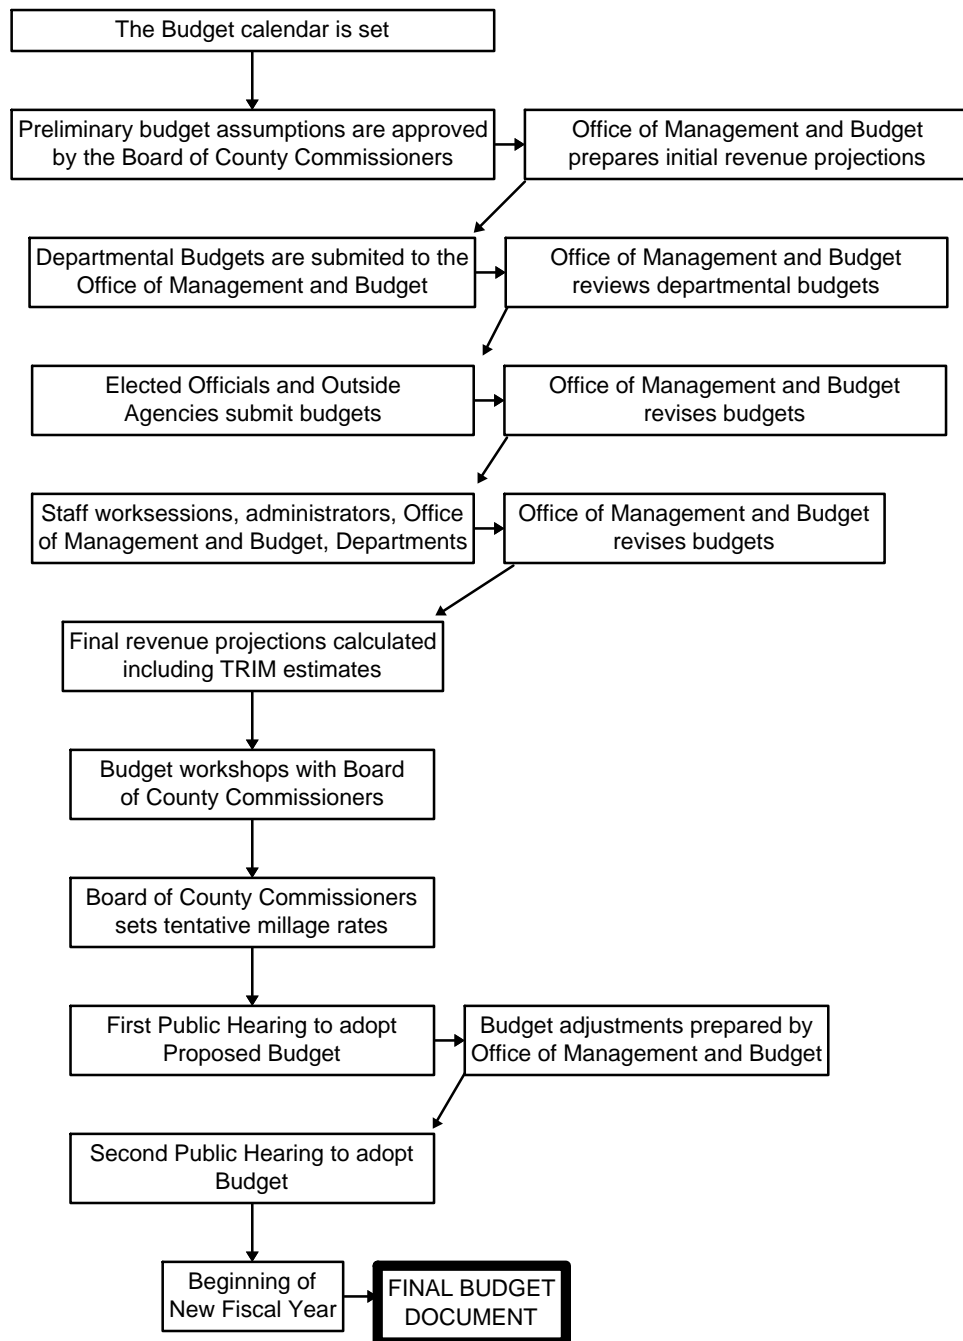 The Budget calendar is set
Preliminary budget assumptions are approved
by the Board of County Commissioners
Office of Management and Budget
prepares initial revenue projections
Departmental Budgets are submited to the
Office of Management and Budget
Office of Management and Budget
reviews departmental budgets
Elected Officials and Outside
Agencies submit budgets
Office of Management and Budget
revises budgets
Staff worksessions, administrators, Office
of Management and Budget, Departments
Office of Management and Budget
revises budgets
Final revenue projections calculated
including TRIM estimates
Budget workshops with Board
of County Commissioners
Board of County Commissioners
sets tentative millage rates
First Public Hearing to adopt
Proposed Budget
Budget adjustments prepared by
Office of Management and Budget
Second Public Hearing to adopt
Budget
Beginning of
New Fiscal Year
FINAL BUDGET
DOCUMENT